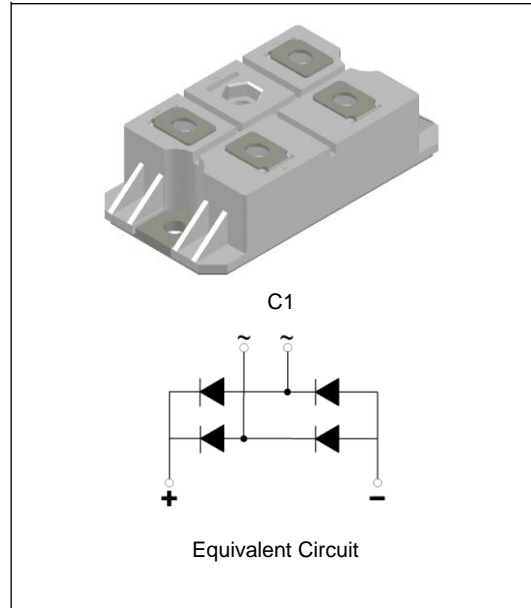 C1
~ ~
+ -
Equivalent Circuit